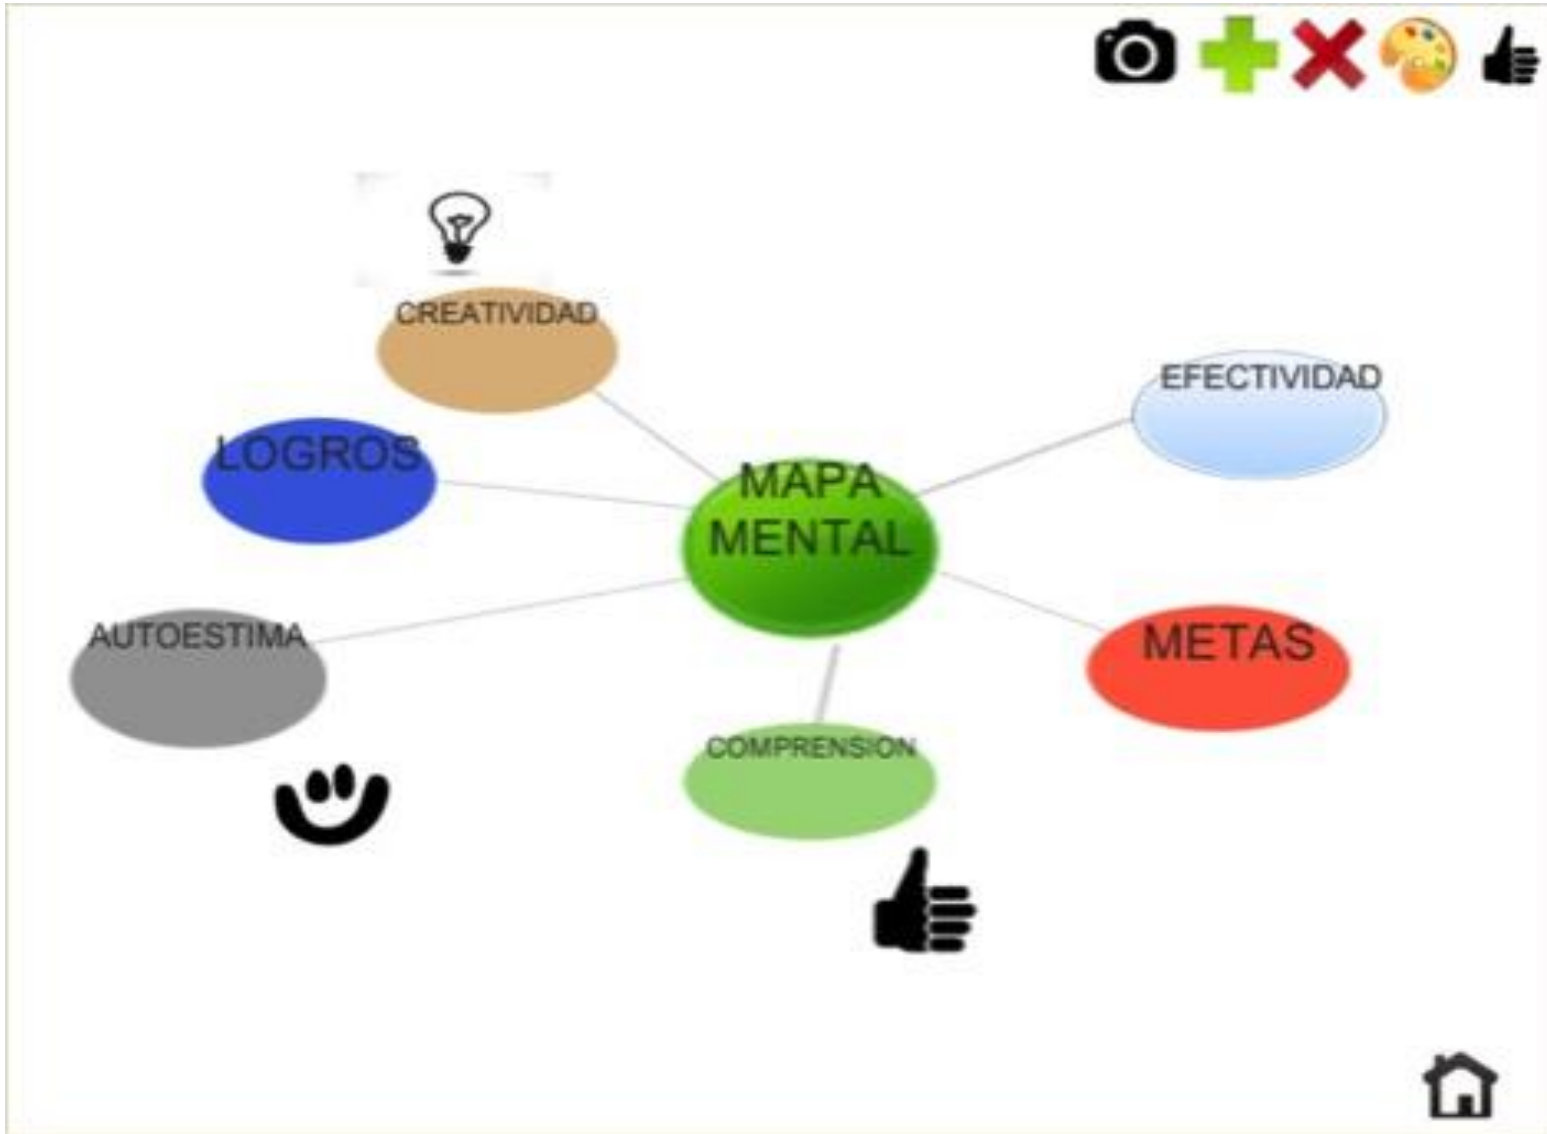 CREATIVIDAD
EFECTIVIDAD
LOGROS
MAPA
MENTAL
AUTOESTIMA
METAS
COMPRENSION